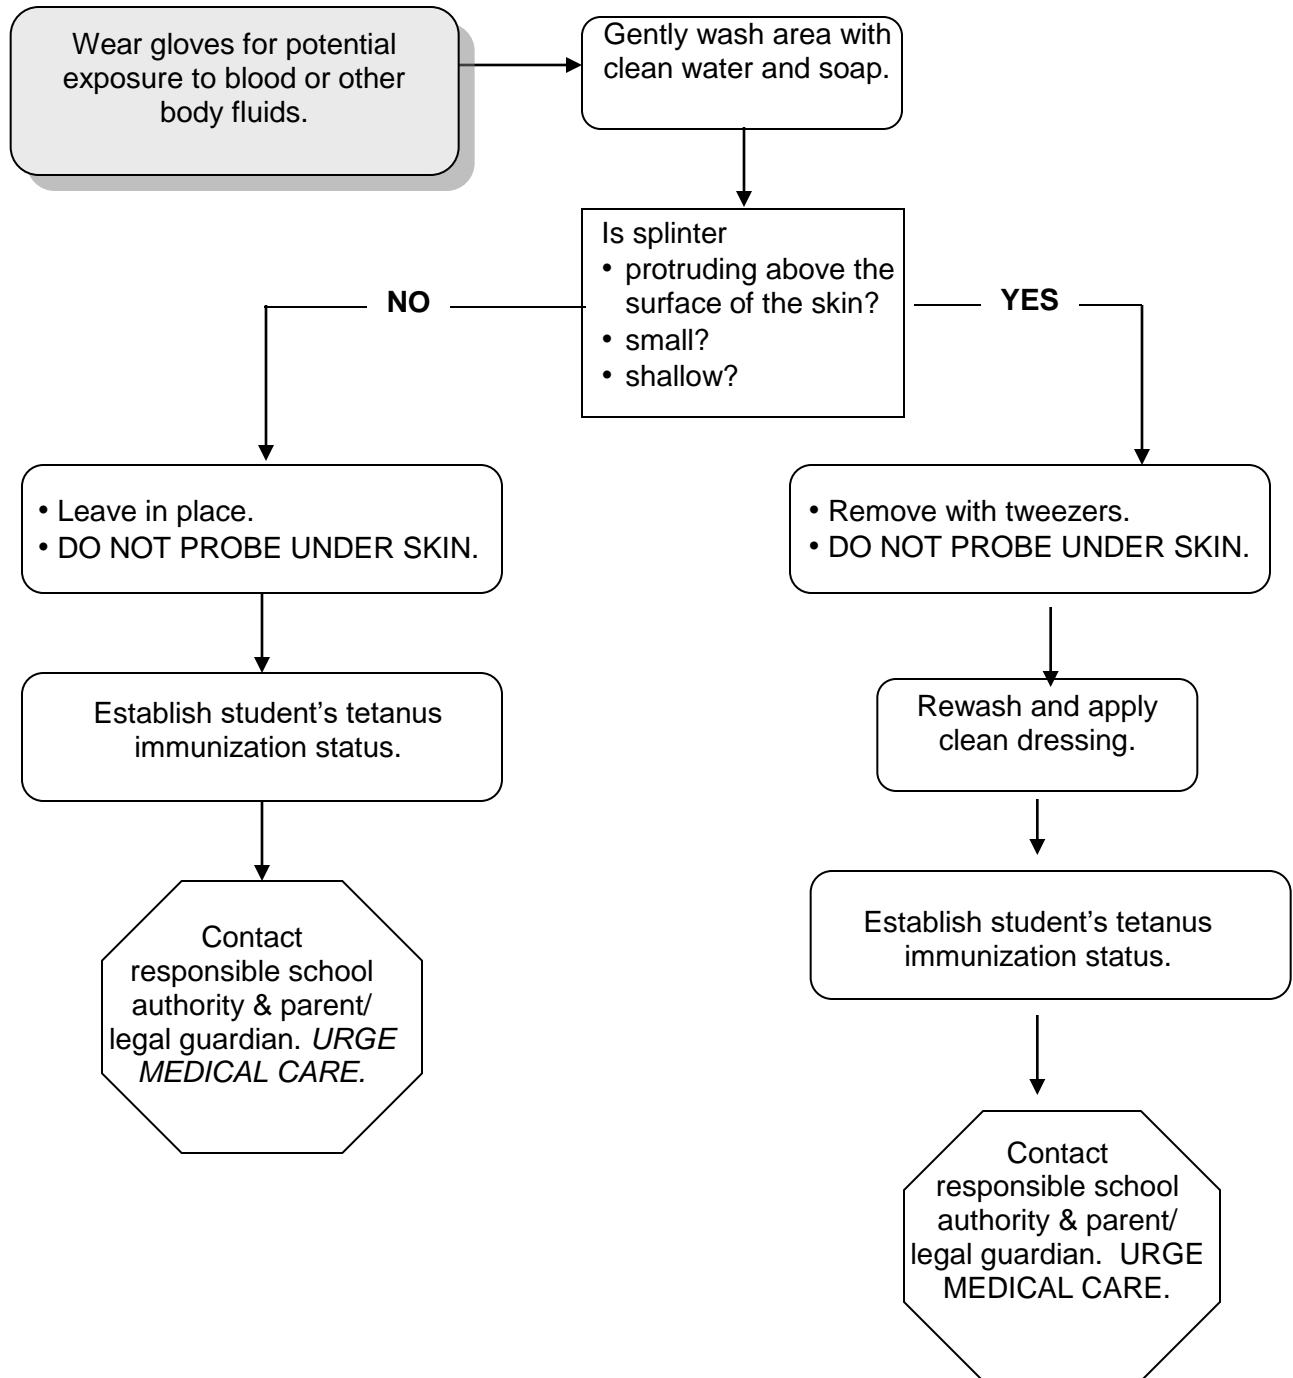 Wear gloves for potential
exposure to blood or other
body fluids.
Gently wash area with
clean water and soap.
Is splinter
• protruding above the
surface of the skin?
• small?
• shallow?
NO
YES
• Leave in place.
• DO NOT PROBE UNDER SKIN.
• Remove with tweezers.
• DO NOT PROBE UNDER SKIN.
Establish student’s tetanus
immunization status.
Rewash and apply
clean dressing.
Contact
responsible school
authority & parent/
legal guardian. URGE
MEDICAL CARE.
Establish student’s tetanus
immunization status.
Contact
responsible school
authority & parent/
legal guardian.  URGE
MEDICAL CARE.